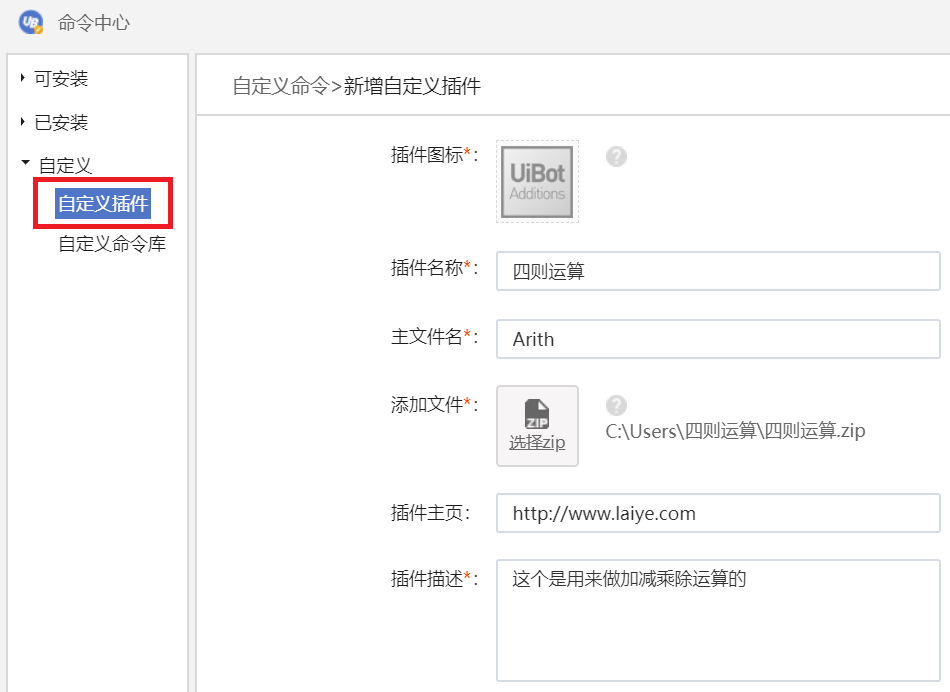 命令中心
可安装
已安装
自定义
自定义插件
自定义命令库
自定义命令>新增自定义插件
插件图标*:
UiBot
Additions
?
插件名称*:
四则运算
主文件名*:
Arith
添加文件*:
ZIP
选择zip
?
C:\Users\四则运算\四则运算.zip
插件主页:
http://www.laiye.com
插件描述*:
这个是用来做加减乘除运算的